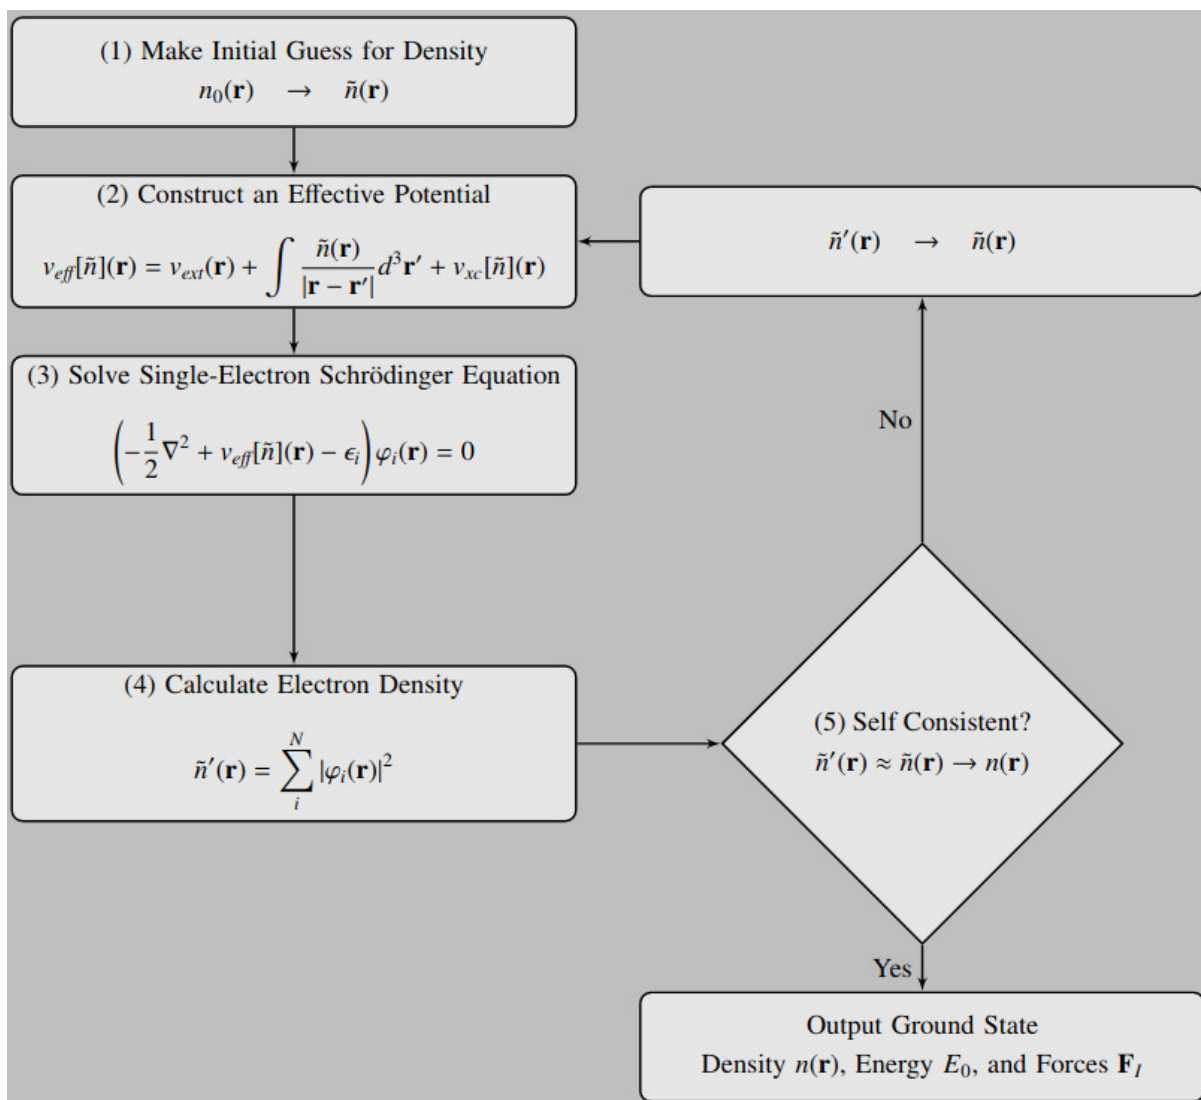 (1) Make Initial Guess for Density
n₀(r) → ñ(r)
(2) Construct an Effective Potential
v_eff[ñ](r) = v_ext(r) + ∫ ñ(r)/|r − r′| d³r′ + v_xc[ñ](r)
ñ′(r) → ñ(r)
(3) Solve Single-Electron Schrödinger Equation
(−1/2 ∇² + v_eff[ñ](r) − ϵᵢ) φᵢ(r) = 0
No
(4) Calculate Electron Density
ñ′(r) = ∑ᵢᴺ |φᵢ(r)|²
(5) Self Consistent?
ñ′(r) ≈ ñ(r) → n(r)
Yes
Output Ground State
Density n(r), Energy E₀, and Forces F_I